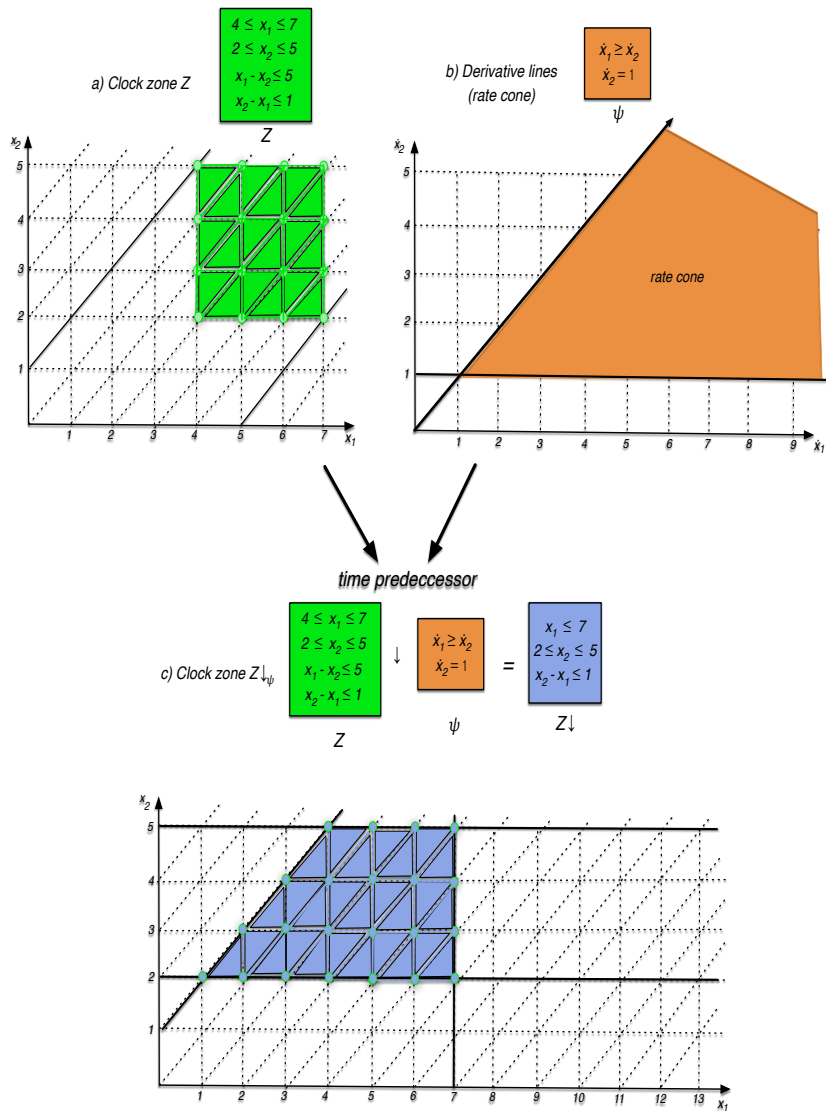 4 ≤ x₁ ≤ 7
2 ≤ x₂ ≤ 5
x₁ - x₂ ≤ 5
x₂ - x₁ ≤ 1
a) Clock zone Z
Z
b) Derivative lines
(rate cone)
ẋ₁ ≥ ẋ₂
ẋ₂ = 1
ψ
x₂
5
4
3
2
1
1 2 3 4 5 6 7
x₁
ẋ₂
5
4
3
2
1
rate cone
1 2 3 4 5 6 7 8 9
ẋ₁
time predeccessor
c) Clock zone Z↓ψ
4 ≤ x₁ ≤ 7
2 ≤ x₂ ≤ 5
x₁ - x₂ ≤ 5
x₂ - x₁ ≤ 1
Z
↓
ẋ₁ ≥ ẋ₂
ẋ₂ = 1
ψ
=
x₁ ≤ 7
2 ≤ x₂ ≤ 5
x₂ - x₁ ≤ 1
Z↓
x₂
5
4
3
2
1
1 2 3 4 5 6 7 8 9 10 11 12 13
x₁